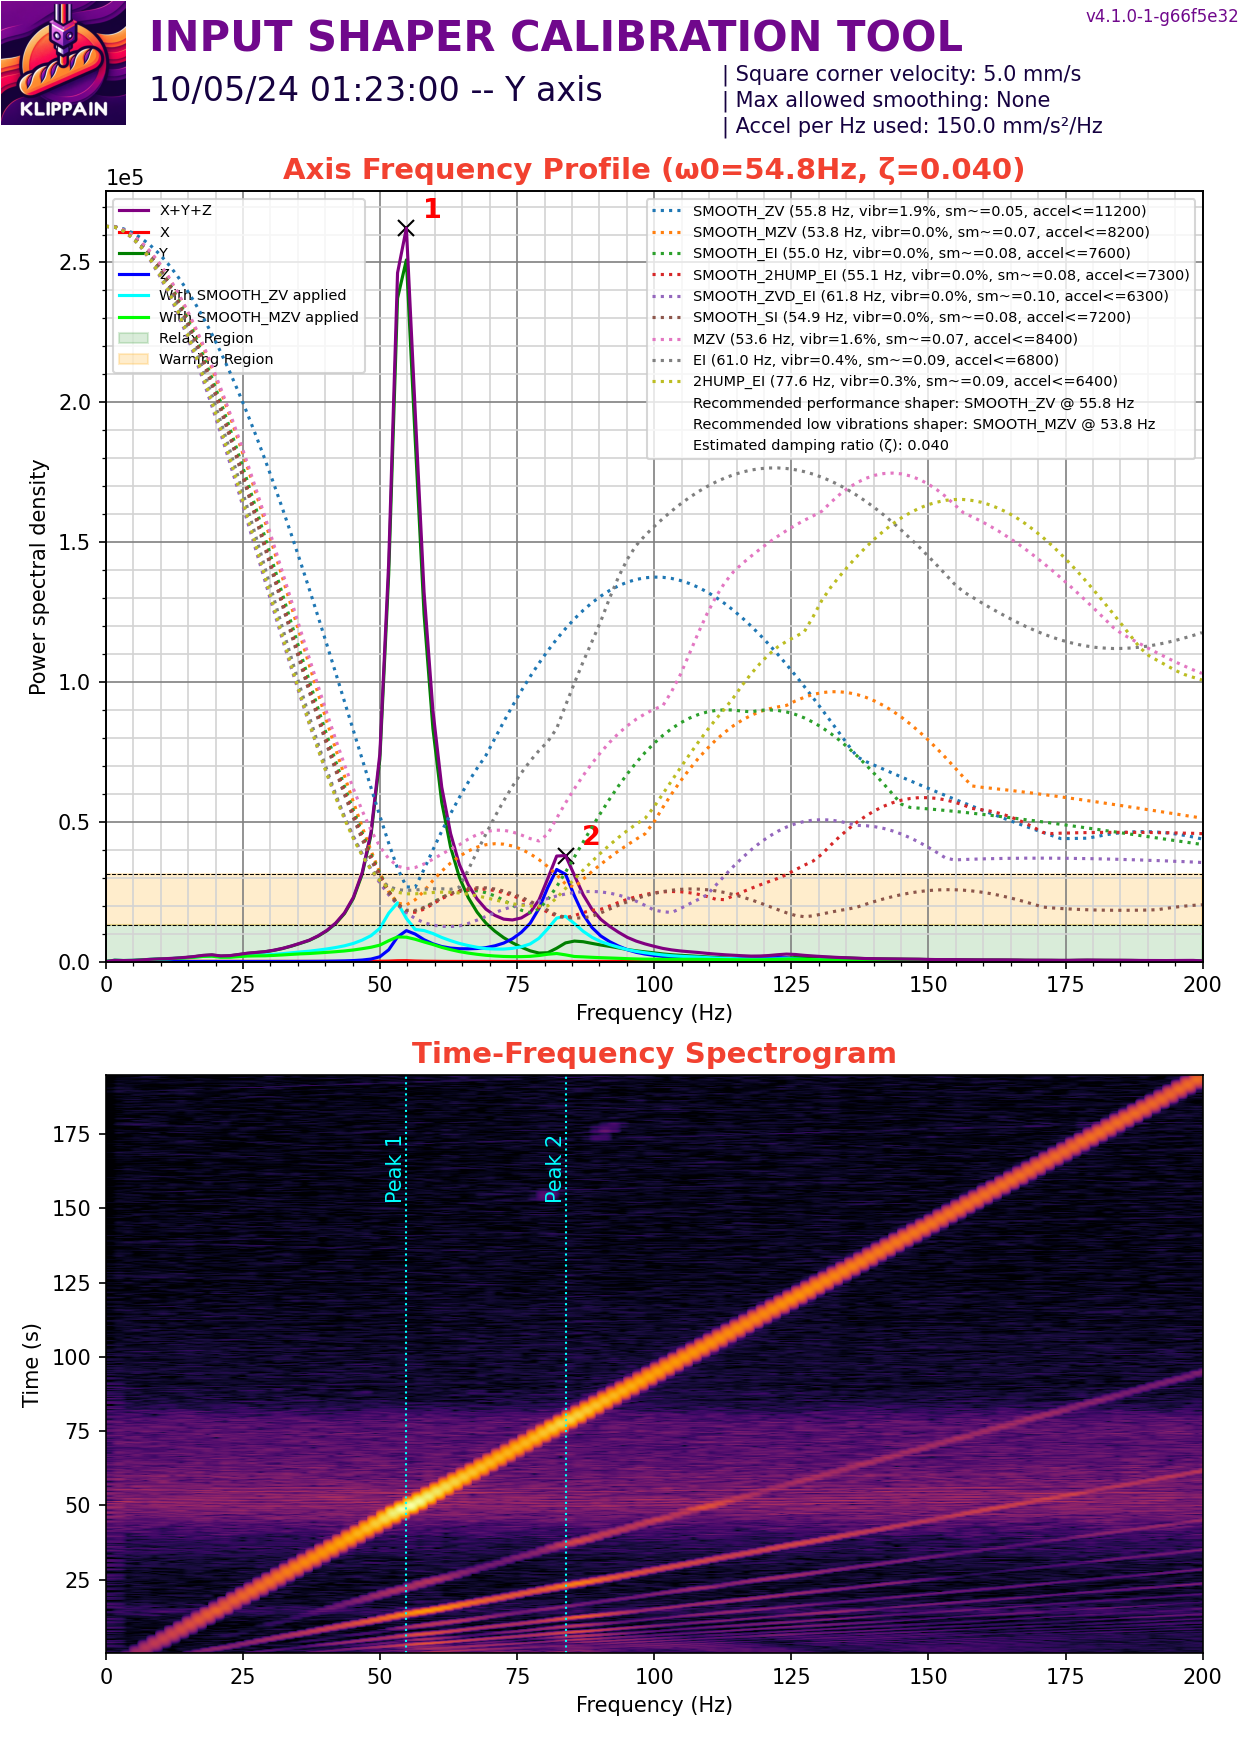 v4.1.0-1-g66f5e32
INPUT SHAPER CALIBRATION TOOL
KLIPPAIN
10/05/24 01:23:00 -- Y axis
| Square corner velocity: 5.0 mm/s
| Max allowed smoothing: None
| Accel per Hz used: 150.0 mm/s²/Hz
Axis Frequency Profile (ω0=54.8Hz, ζ=0.040)
1e5
X+Y+Z
X
Y
Z
With SMOOTH_ZV applied
With SMOOTH_MZV applied
Relax Region
Warning Region
1
SMOOTH_ZV (55.8 Hz, vibr=1.9%, sm~=0.05, accel<=11200)
SMOOTH_MZV (53.8 Hz, vibr=0.0%, sm~=0.07, accel<=8200)
SMOOTH_EI (55.0 Hz, vibr=0.0%, sm~=0.08, accel<=7600)
SMOOTH_2HUMP_EI (55.1 Hz, vibr=0.0%, sm~=0.08, accel<=7300)
SMOOTH_ZVD_EI (61.8 Hz, vibr=0.0%, sm~=0.10, accel<=6300)
SMOOTH_SI (54.9 Hz, vibr=0.0%, sm~=0.08, accel<=7200)
MZV (53.6 Hz, vibr=1.6%, sm~=0.07, accel<=8400)
EI (61.0 Hz, vibr=0.4%, sm~=0.09, accel<=6800)
2HUMP_EI (77.6 Hz, vibr=0.3%, sm~=0.09, accel<=6400)
Recommended performance shaper: SMOOTH_ZV @ 55.8 Hz
Recommended low vibrations shaper: SMOOTH_MZV @ 53.8 Hz
Estimated damping ratio (ζ): 0.040
2
Power spectral density
2.5
2.0
1.5
1.0
0.5
0.0
0 25 50 75 100 125 150 175 200
Frequency (Hz)
Time-Frequency Spectrogram
Peak 1
Peak 2
Time (s)
175
150
125
100
75
50
25
0 25 50 75 100 125 150 175 200
Frequency (Hz)